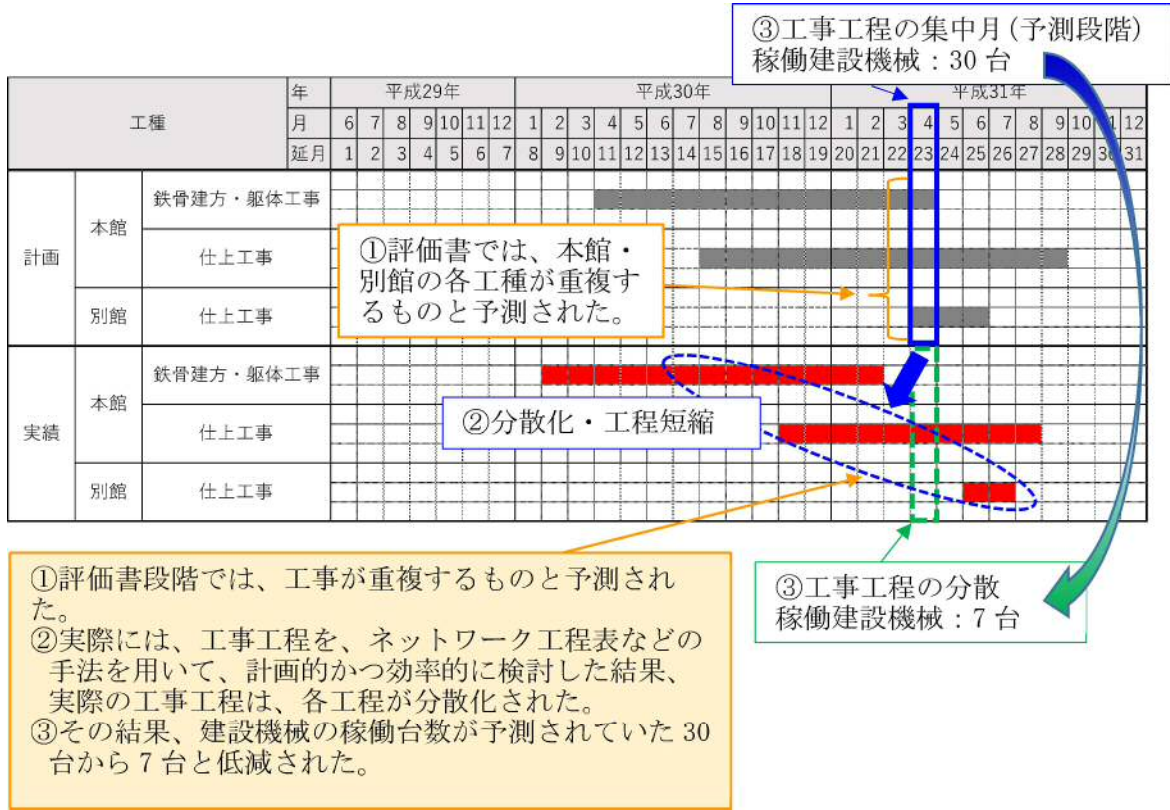 ③工事工程の集中月(予測段階)
稼働建設機械：30 台
工種
年 平成29年 平成30年 平成31年
月 6 7 8 9 10 11 12 1 2 3 4 5 6 7 8 9 10 11 12 1 2 3 4 5 6 7 8 9 10 11 12
延月 1 2 3 4 5 6 7 8 9 10 11 12 13 14 15 16 17 18 19 20 21 22 23 24 25 26 27 28 29 30 31
計画
本館
鉄骨建方・躯体工事
仕上工事
別館
仕上工事
①評価書では、本館・
別館の各工種が重複す
るものと予測された。
実績
本館
鉄骨建方・躯体工事
仕上工事
別館
仕上工事
②分散化・工程短縮
①評価書段階では、工事が重複するものと予測され
た。
②実際には、工事工程を、ネットワーク工程表などの
手法を用いて、計画的かつ効率的に検討した結果、
実際の工事工程は、各工程が分散化された。
③その結果、建設機械の稼働台数が予測されていた 30
台から 7 台と低減された。
③工事工程の分散
稼働建設機械：7 台